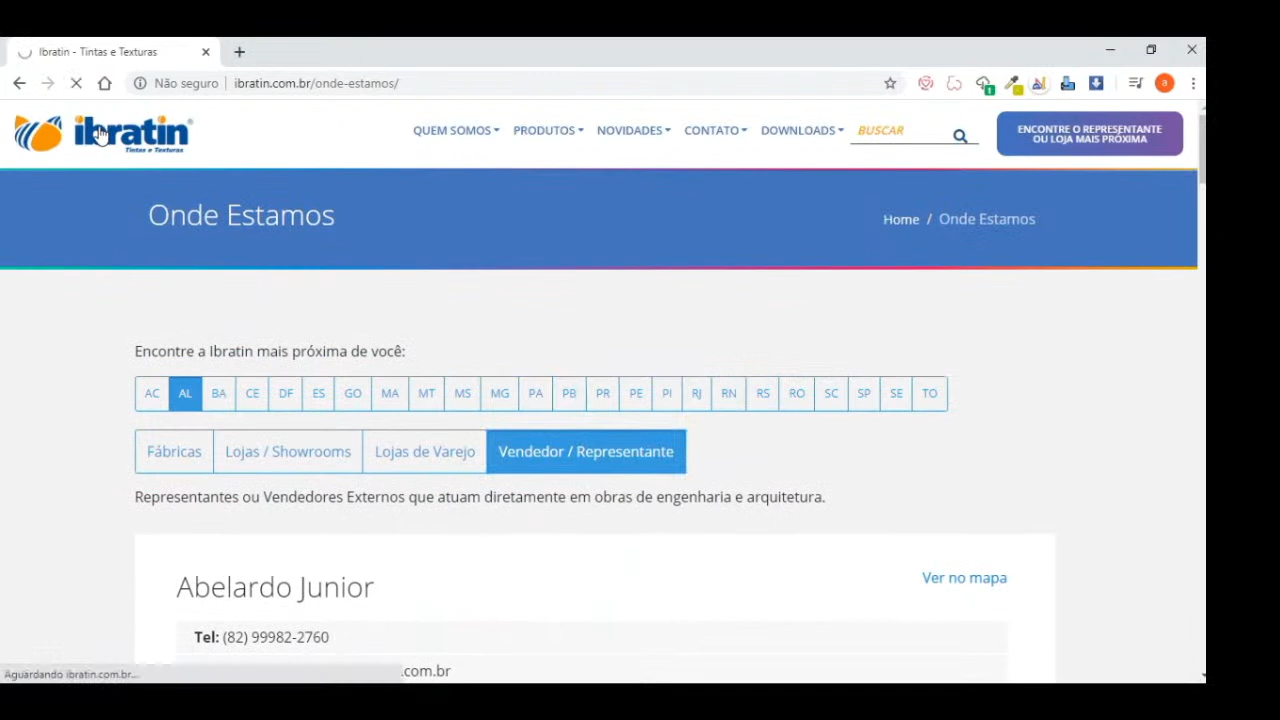 Ibratin - Tintas e Texturas
Não seguro ibratin.com.br/onde-estamos/
1
a
ibratin®
Tintas e Texturas
QUEM SOMOS PRODUTOS NOVIDADES CONTATO DOWNLOADS BUSCAR
ENCONTRE O REPRESENTANTE
OU LOJA MAIS PRÓXIMA
Onde Estamos
Home / Onde Estamos
Encontre a Ibratin mais próxima de você:
AC AL BA CE DF ES GO MA MT MS MG PA PB PR PE PI RJ RN RS RO SC SP SE TO
Fábricas Lojas / Showrooms Lojas de Varejo Vendedor / Representante
Representantes ou Vendedores Externos que atuam diretamente em obras de engenharia e arquitetura.
Abelardo Junior
Ver no mapa
Tel: (82) 99982-2760
.com.br
Aguardando ibratin.com.br...